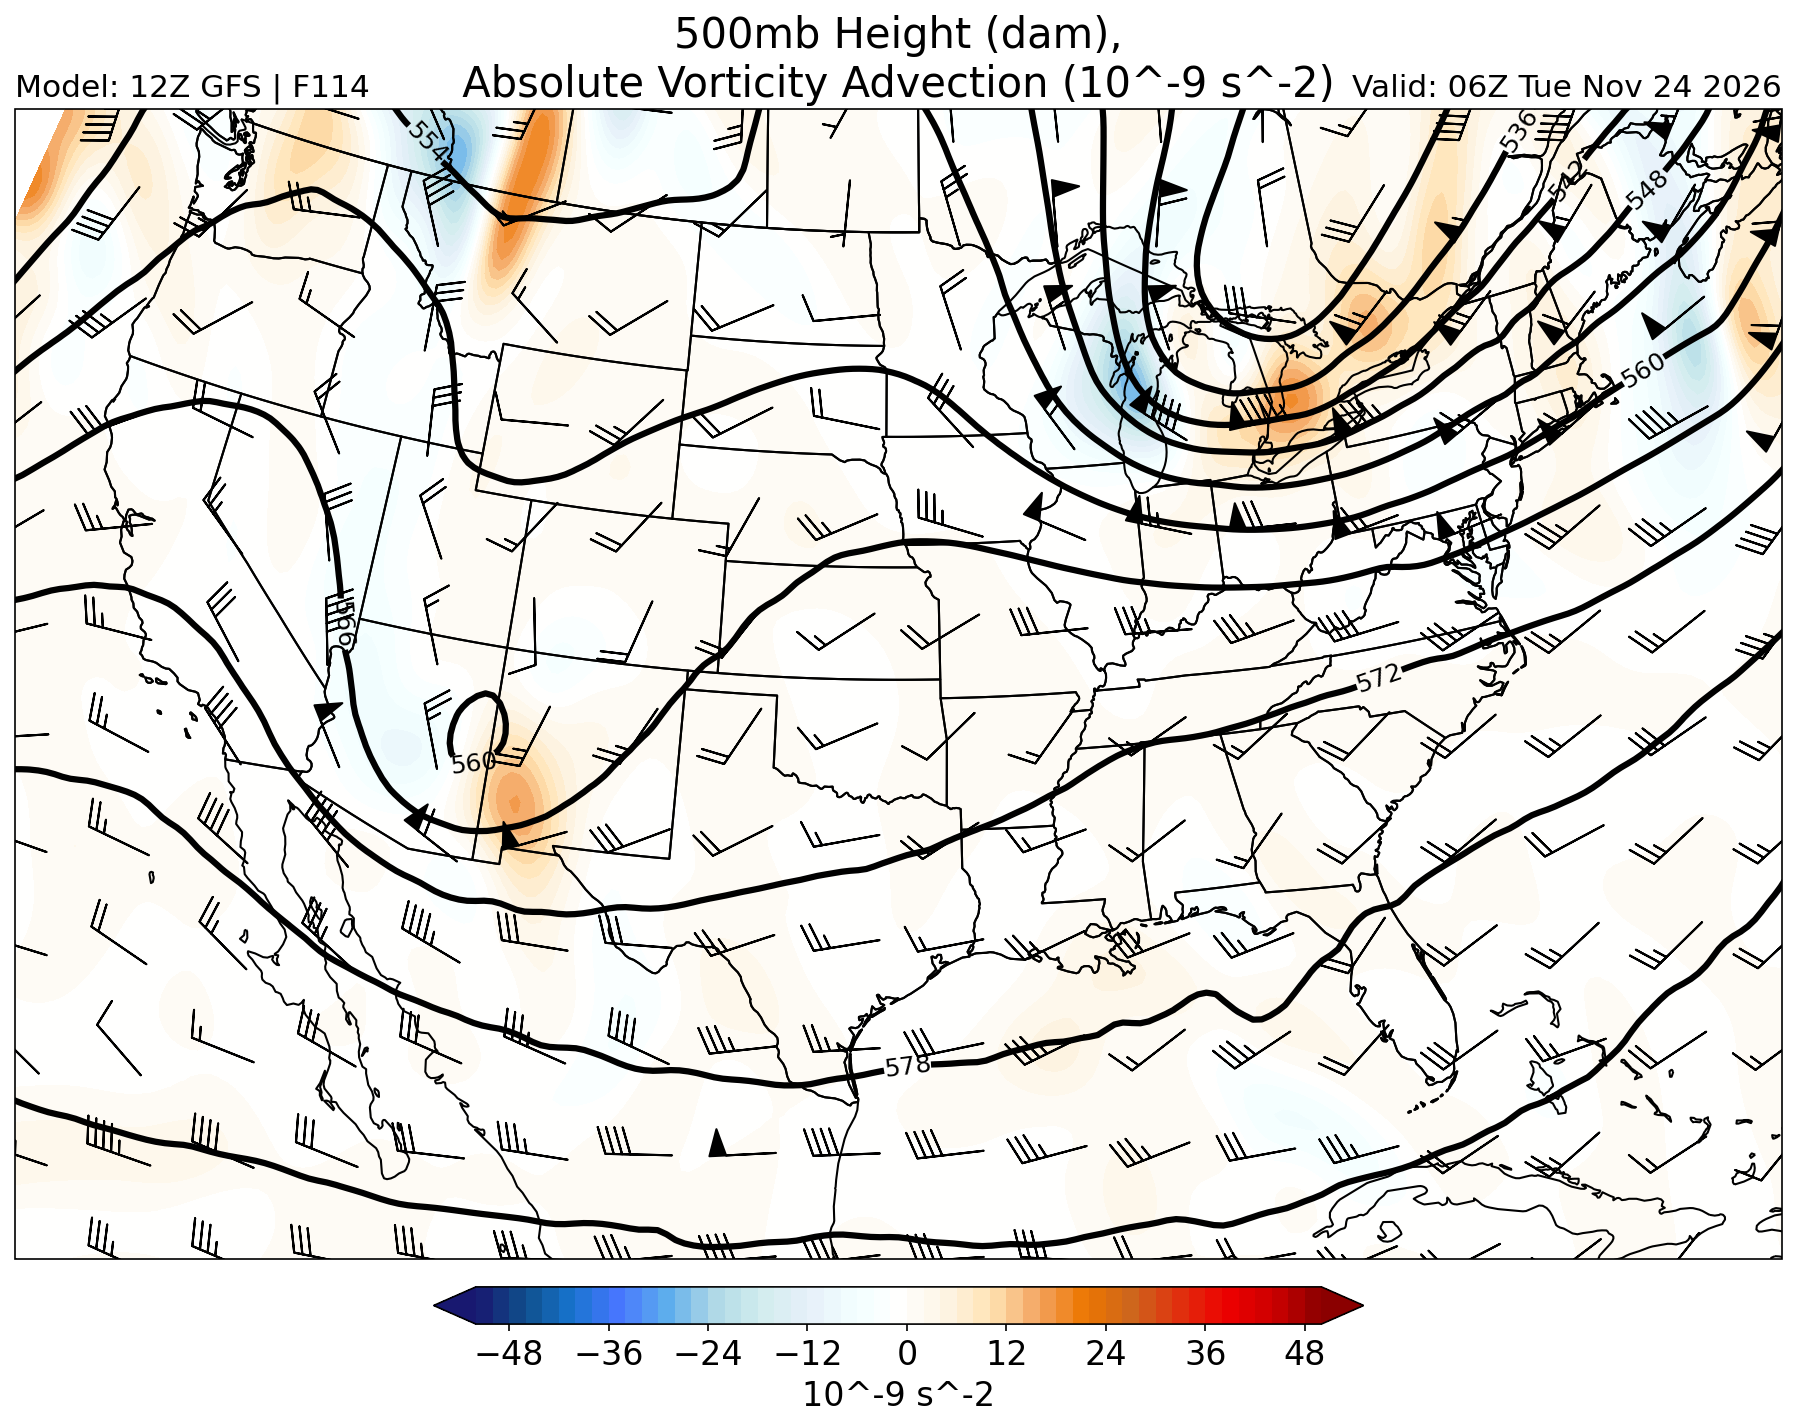 500mb Height (dam),
Model: 12Z GFS | F114
Absolute Vorticity Advection (10^-9 s^-2)
Valid: 06Z Tue Nov 24 2026
554
536
542
548
560
566
572
560
578
−48 −36 −24 −12 0 12 24 36 48
10^-9 s^-2